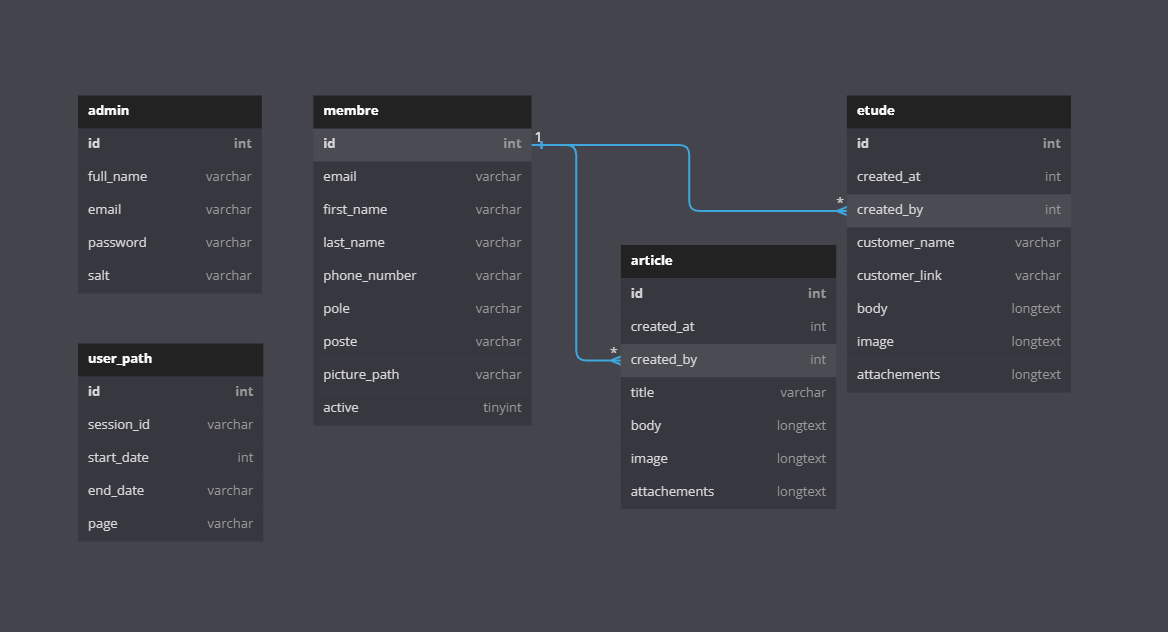 admin
id int
full_name varchar
email varchar
password varchar
salt varchar
user_path
id int
session_id varchar
start_date int
end_date varchar
page varchar
membre
id int
email varchar
first_name varchar
last_name varchar
phone_number varchar
pole varchar
poste varchar
picture_path varchar
active tinyint
1
*
article
id int
created_at int
created_by int
title varchar
body longtext
image longtext
attachements longtext
*
etude
id int
created_at int
created_by int
customer_name varchar
customer_link varchar
body longtext
image longtext
attachements longtext